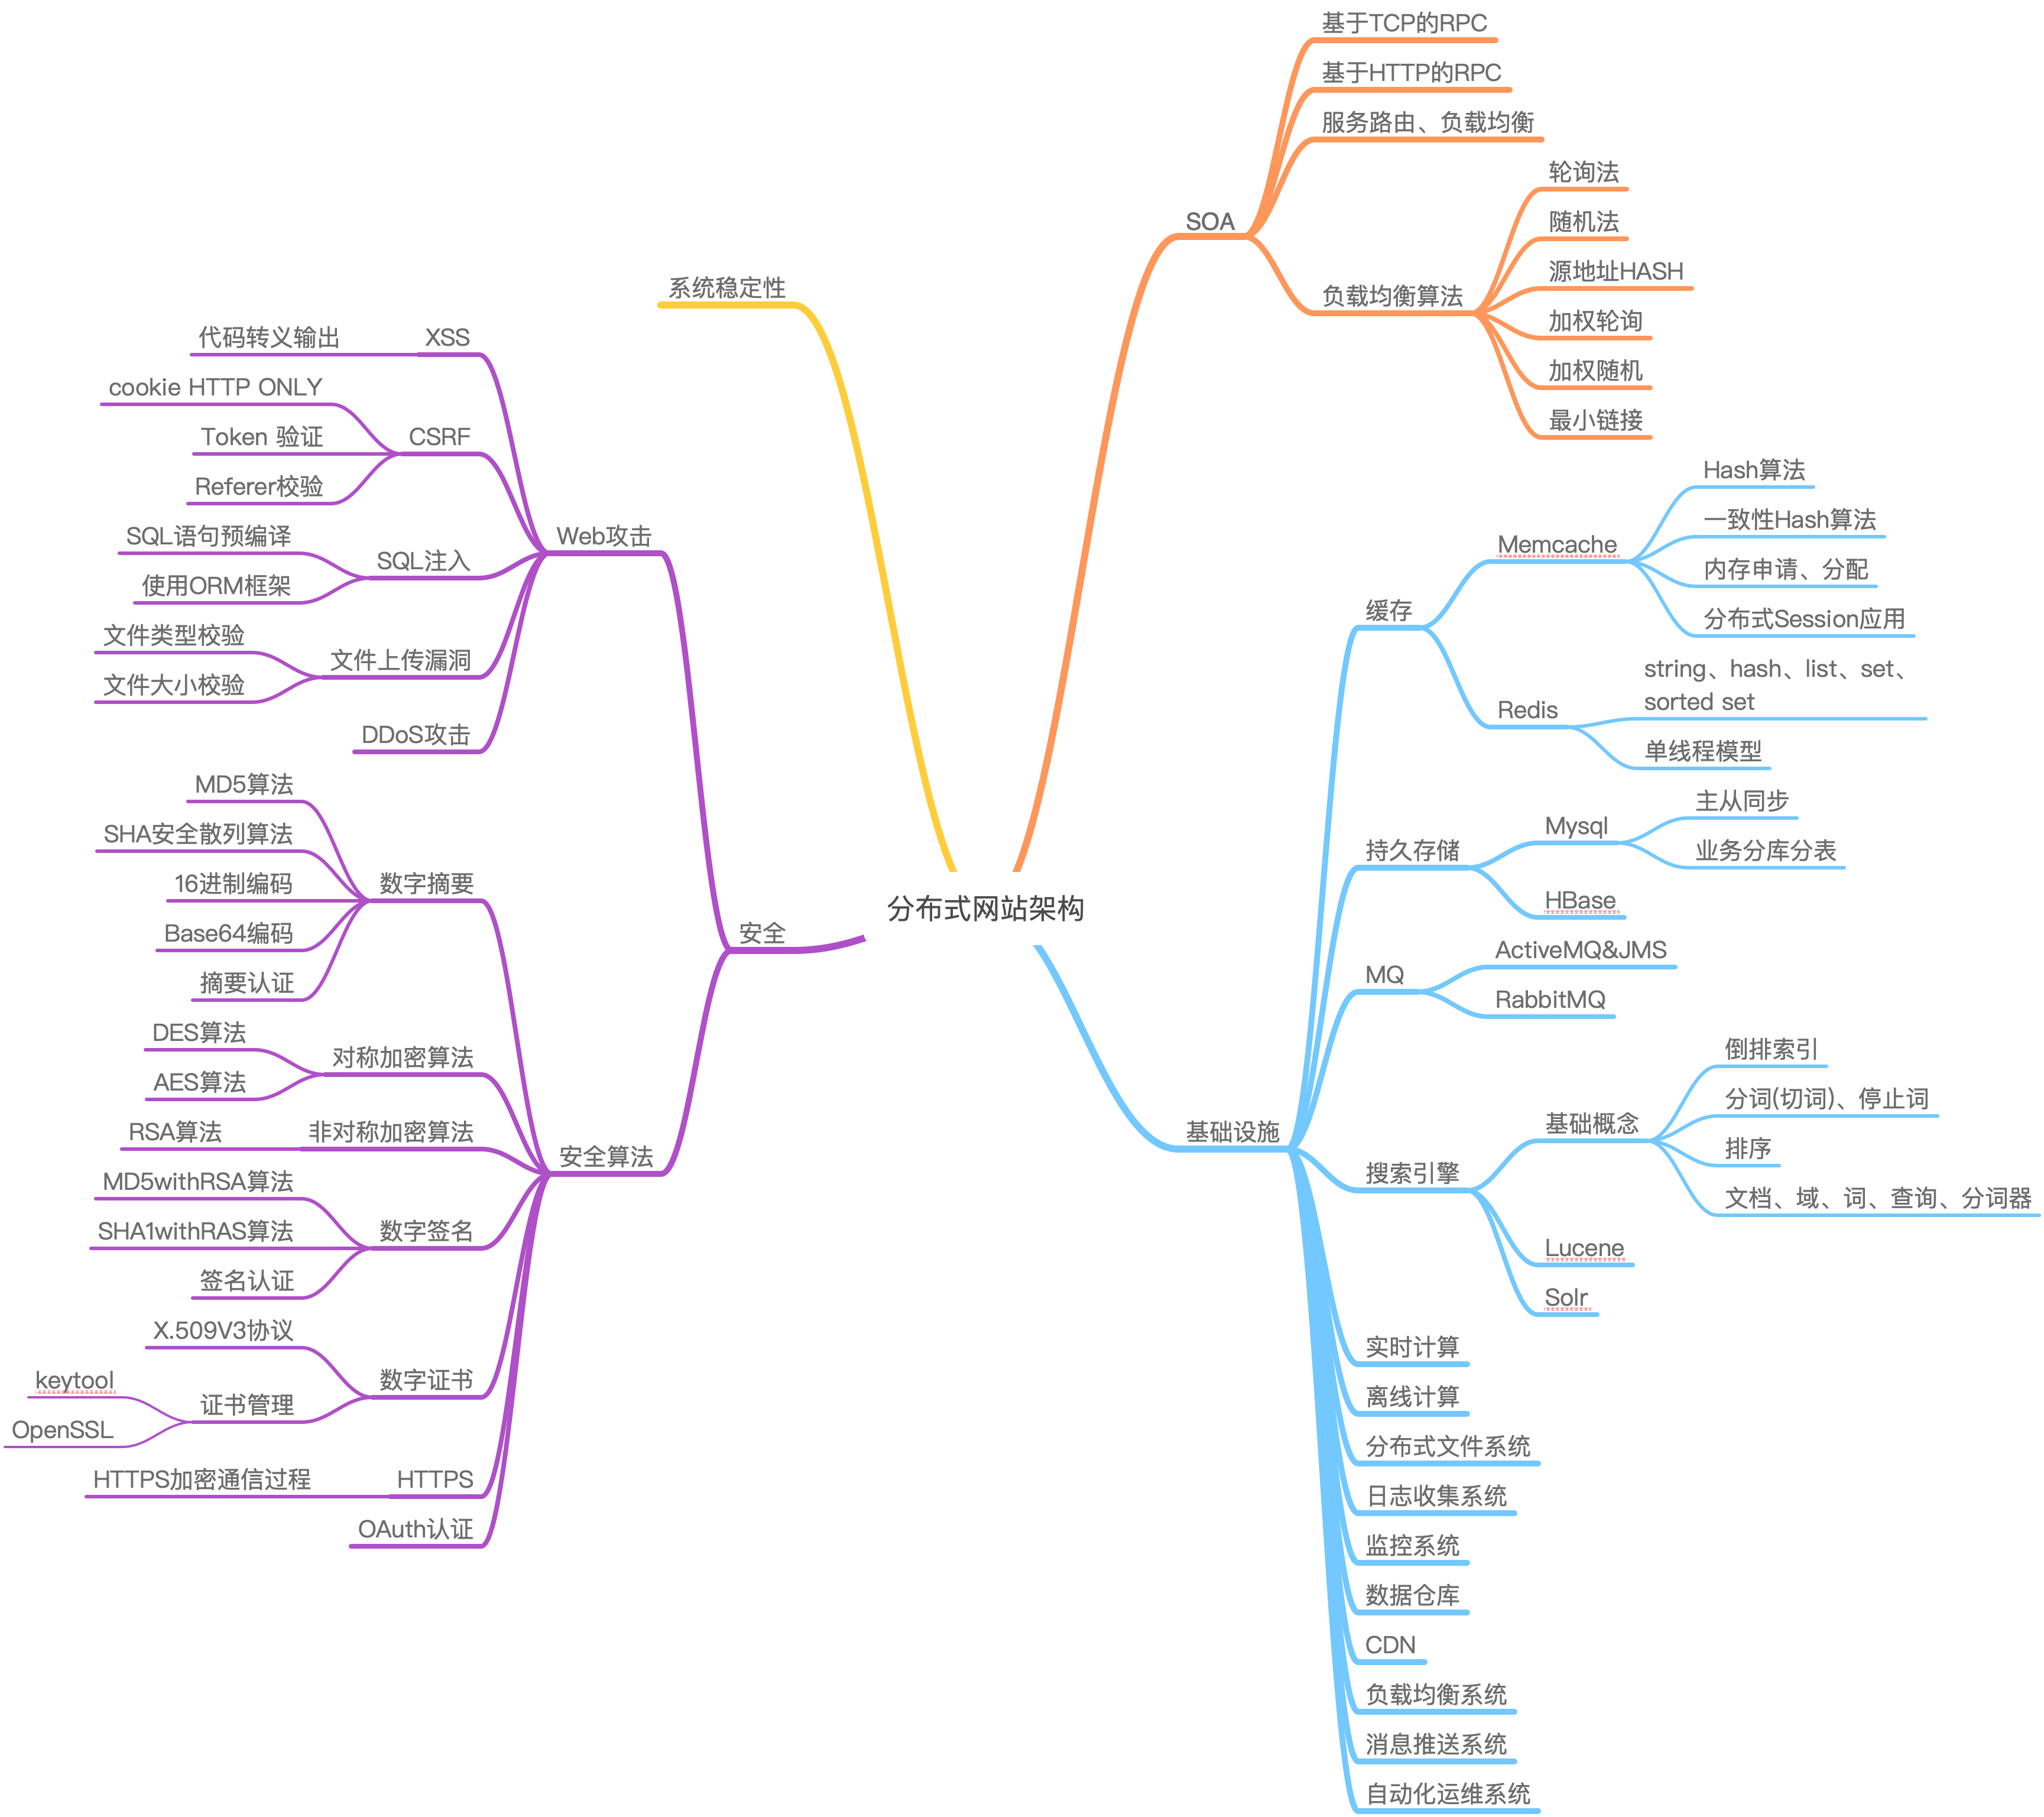 分布式网站架构
SOA
基于TCP的RPC
基于HTTP的RPC
服务路由、负载均衡
负载均衡算法
轮询法
随机法
源地址HASH
加权轮询
加权随机
最小链接
基础设施
缓存
Memcache
Hash算法
一致性Hash算法
内存申请、分配
分布式Session应用
Redis
string、hash、list、set、
sorted set
单线程模型
持久存储
Mysql
主从同步
业务分库分表
HBase
MQ
ActiveMQ&JMS
RabbitMQ
搜索引擎
基础概念
倒排索引
分词(切词)、停止词
排序
文档、域、词、查询、分词器
Lucene
Solr
实时计算
离线计算
分布式文件系统
日志收集系统
监控系统
数据仓库
CDN
负载均衡系统
消息推送系统
自动化运维系统
系统稳定性
安全
Web攻击
XSS
代码转义输出
CSRF
cookie HTTP ONLY
Token 验证
Referer校验
SQL注入
SQL语句预编译
使用ORM框架
文件上传漏洞
文件类型校验
文件大小校验
DDoS攻击
安全算法
数字摘要
MD5算法
SHA安全散列算法
16进制编码
Base64编码
摘要认证
对称加密算法
DES算法
AES算法
非对称加密算法
RSA算法
数字签名
MD5withRSA算法
SHA1withRAS算法
签名认证
数字证书
X.509V3协议
证书管理
keytool
OpenSSL
HTTPS
HTTPS加密通信过程
OAuth认证